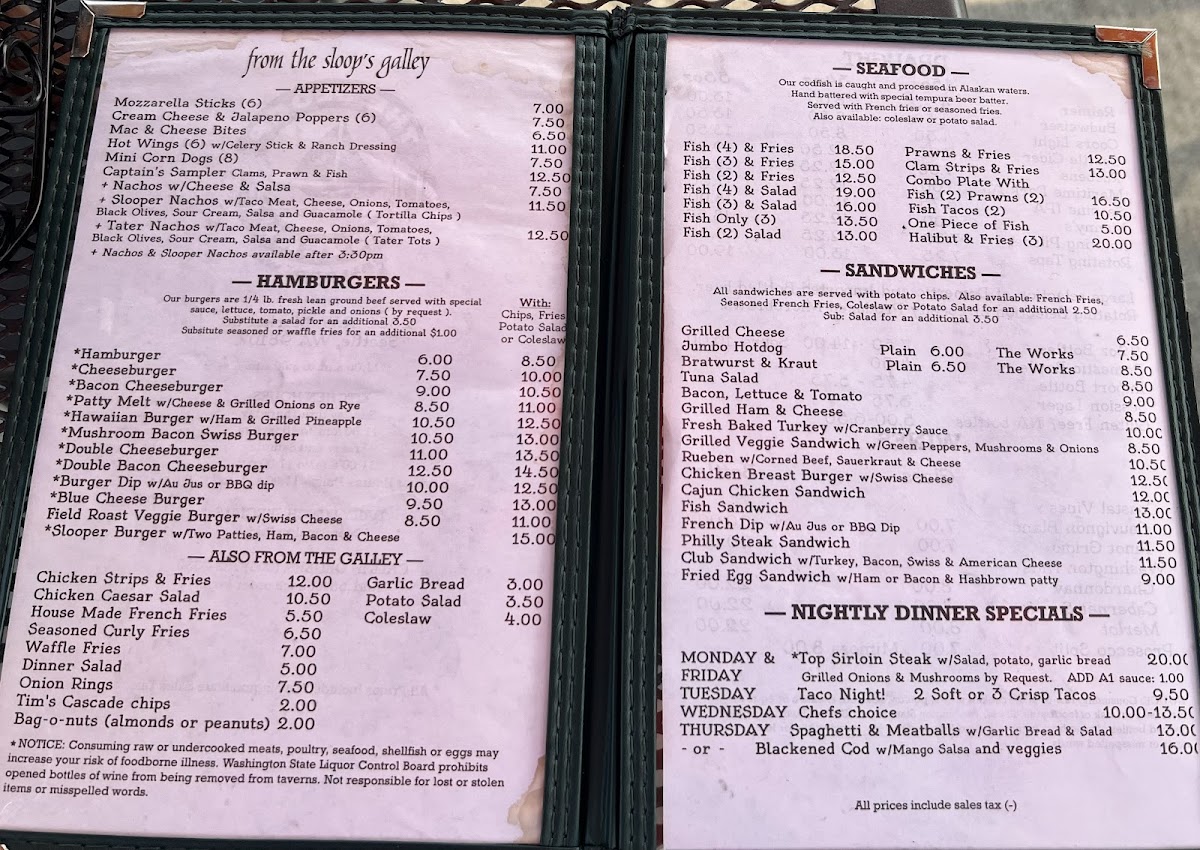 from the sloop's galley
— APPETIZERS —
Mozzarella Sticks (6) 7.00
Cream Cheese & Jalapeno Poppers (6) 7.50
Mac & Cheese Bites 6.50
Hot Wings (6) w/Celery Stick & Ranch Dressing 11.00
Mini Corn Dogs (8) 7.50
Captain's Sampler Clams, Prawn & Fish 12.50
+ Nachos w/Cheese & Salsa 7.50
+ Slooper Nachos w/Taco Meat, Cheese, Onions, Tomatoes, 11.50
Black Olives, Sour Cream, Salsa and Guacamole ( Tortilla Chips )
+ Tater Nachos w/Taco Meat, Cheese, Onions, Tomatoes,
Black Olives, Sour Cream, Salsa and Guacamole ( Tater Tots ) 12.50
+ Nachos & Slooper Nachos available after 3:30pm
— HAMBURGERS —
Our burgers are 1/4 lb. fresh lean ground beef served with special
sauce, lettuce, tomato, pickle and onions ( by request ).
Substitute a salad for an additional 3.50
Subsitute seasoned or waffle fries for an additional $1.00
With:
Chips, Fries
Potato Salad
or Coleslaw
*Hamburger 6.00 8.50
*Cheeseburger 7.50 10.00
*Bacon Cheeseburger 9.00 10.50
*Patty Melt w/Cheese & Grilled Onions on Rye 8.50 11.00
*Hawaiian Burger w/Ham & Grilled Pineapple 10.50 12.50
*Mushroom Bacon Swiss Burger 10.50 13.00
*Double Cheeseburger 11.00 13.50
*Double Bacon Cheeseburger 12.50 14.50
*Burger Dip w/Au Jus or BBQ dip 10.00 12.50
*Blue Cheese Burger 9.50 13.00
Field Roast Veggie Burger w/Swiss Cheese 8.50 11.00
*Slooper Burger w/Two Patties, Ham, Bacon & Cheese 15.00
— ALSO FROM THE GALLEY —
Chicken Strips & Fries 12.00
Chicken Caesar Salad 10.50
House Made French Fries 5.50
Seasoned Curly Fries 6.50
Waffle Fries 7.00
Dinner Salad 5.00
Onion Rings 7.50
Tim's Cascade chips 2.00
Bag-o-nuts (almonds or peanuts) 2.00
Garlic Bread 3.00
Potato Salad 3.50
Coleslaw 4.00
*NOTICE: Consuming raw or undercooked meats, poultry, seafood, shellfish or eggs may
increase your risk of foodborne illness. Washington State Liquor Control Board prohibits
opened bottles of wine from being removed from taverns. Not responsible for lost or stolen
items or misspelled words.
— SEAFOOD —
Our codfish is caught and processed in Alaskan waters.
Hand battered with special tempura beer batter.
Served with French fries or seasoned fries.
Also available: coleslaw or potato salad.
Fish (4) & Fries 18.50
Fish (3) & Fries 15.00
Fish (2) & Fries 12.50
Fish (4) & Salad 19.00
Fish (3) & Salad 16.00
Fish Only (3) 13.50
Fish (2) Salad 13.00
Prawns & Fries 12.50
Clam Strips & Fries 13.00
Combo Plate With
Fish (2) Prawns (2) 16.50
Fish Tacos (2) 10.50
One Piece of Fish 5.00
Halibut & Fries (3) 20.00
— SANDWICHES —
All sandwiches are served with potato chips. Also available: French Fries,
Seasoned French Fries, Coleslaw or Potato Salad for an additional 2.50
Sub: Salad for an additional 3.50
Grilled Cheese 6.50
Jumbo Hotdog Plain 6.00 The Works 7.50
Bratwurst & Kraut Plain 6.50 The Works 8.50
Tuna Salad 8.50
Bacon, Lettuce & Tomato 9.00
Grilled Ham & Cheese 8.50
Fresh Baked Turkey w/Cranberry Sauce 10.00
Grilled Veggie Sandwich w/Green Peppers, Mushrooms & Onions 8.50
Rueben w/Corned Beef, Sauerkraut & Cheese 10.50
Chicken Breast Burger w/Swiss Cheese 12.50
Cajun Chicken Sandwich 12.00
Fish Sandwich 13.00
French Dip w/Au Jus or BBQ Dip 11.00
Philly Steak Sandwich 11.50
Club Sandwich w/Turkey, Bacon, Swiss & American Cheese 11.50
Fried Egg Sandwich w/Ham or Bacon & Hashbrown patty 9.00
— NIGHTLY DINNER SPECIALS —
MONDAY & *Top Sirloin Steak w/Salad, potato, garlic bread 20.00
FRIDAY Grilled Onions & Mushrooms by Request. ADD A1 sauce: 1.00
TUESDAY Taco Night! 2 Soft or 3 Crisp Tacos 9.50
WEDNESDAY Chefs choice 10.00-13.50
THURSDAY Spaghetti & Meatballs w/Garlic Bread & Salad 13.00
- or - Blackened Cod w/Mango Salsa and veggies 16.00
All prices include sales tax (-)